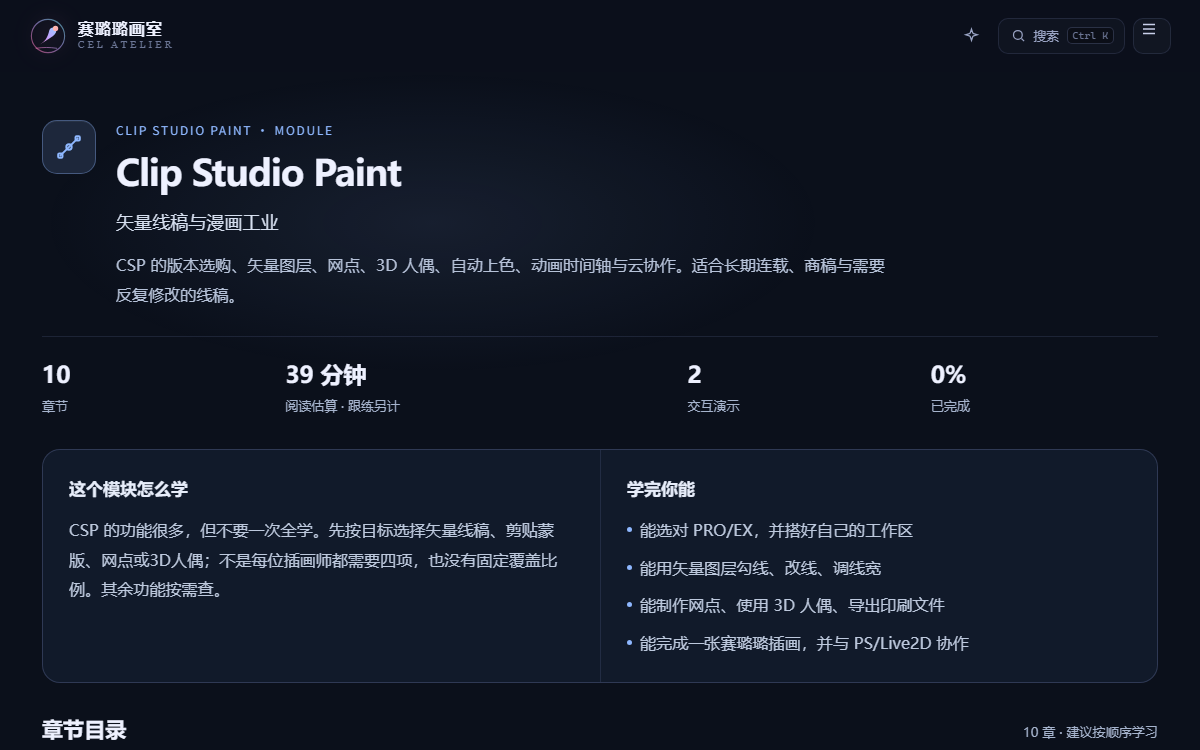 赛璐璐画室
CEL ATELIER
搜索 Ctrl K
CLIP STUDIO PAINT • MODULE
Clip Studio Paint
矢量线稿与漫画工业
CSP 的版本选购、矢量图层、网点、3D 人偶、自动上色、动画时间轴与云协作。适合长期连载、商稿与需要
反复修改的线稿。
10
章节
39 分钟
阅读估算 · 跟练另计
2
交互演示
0%
已完成
这个模块怎么学
CSP 的功能很多，但不要一次全学。先按目标选择矢量线稿、剪贴蒙
版、网点或3D人偶；不是每位插画师都需要四项，也没有固定覆盖比
例。其余功能按需查。
学完你能
• 能选对 PRO/EX，并搭好自己的工作区
• 能用矢量图层勾线、改线、调线宽
• 能制作网点、使用 3D 人偶、导出印刷文件
• 能完成一张赛璐璐插画，并与 PS/Live2D 协作
章节目录
10 章 · 建议按顺序学习